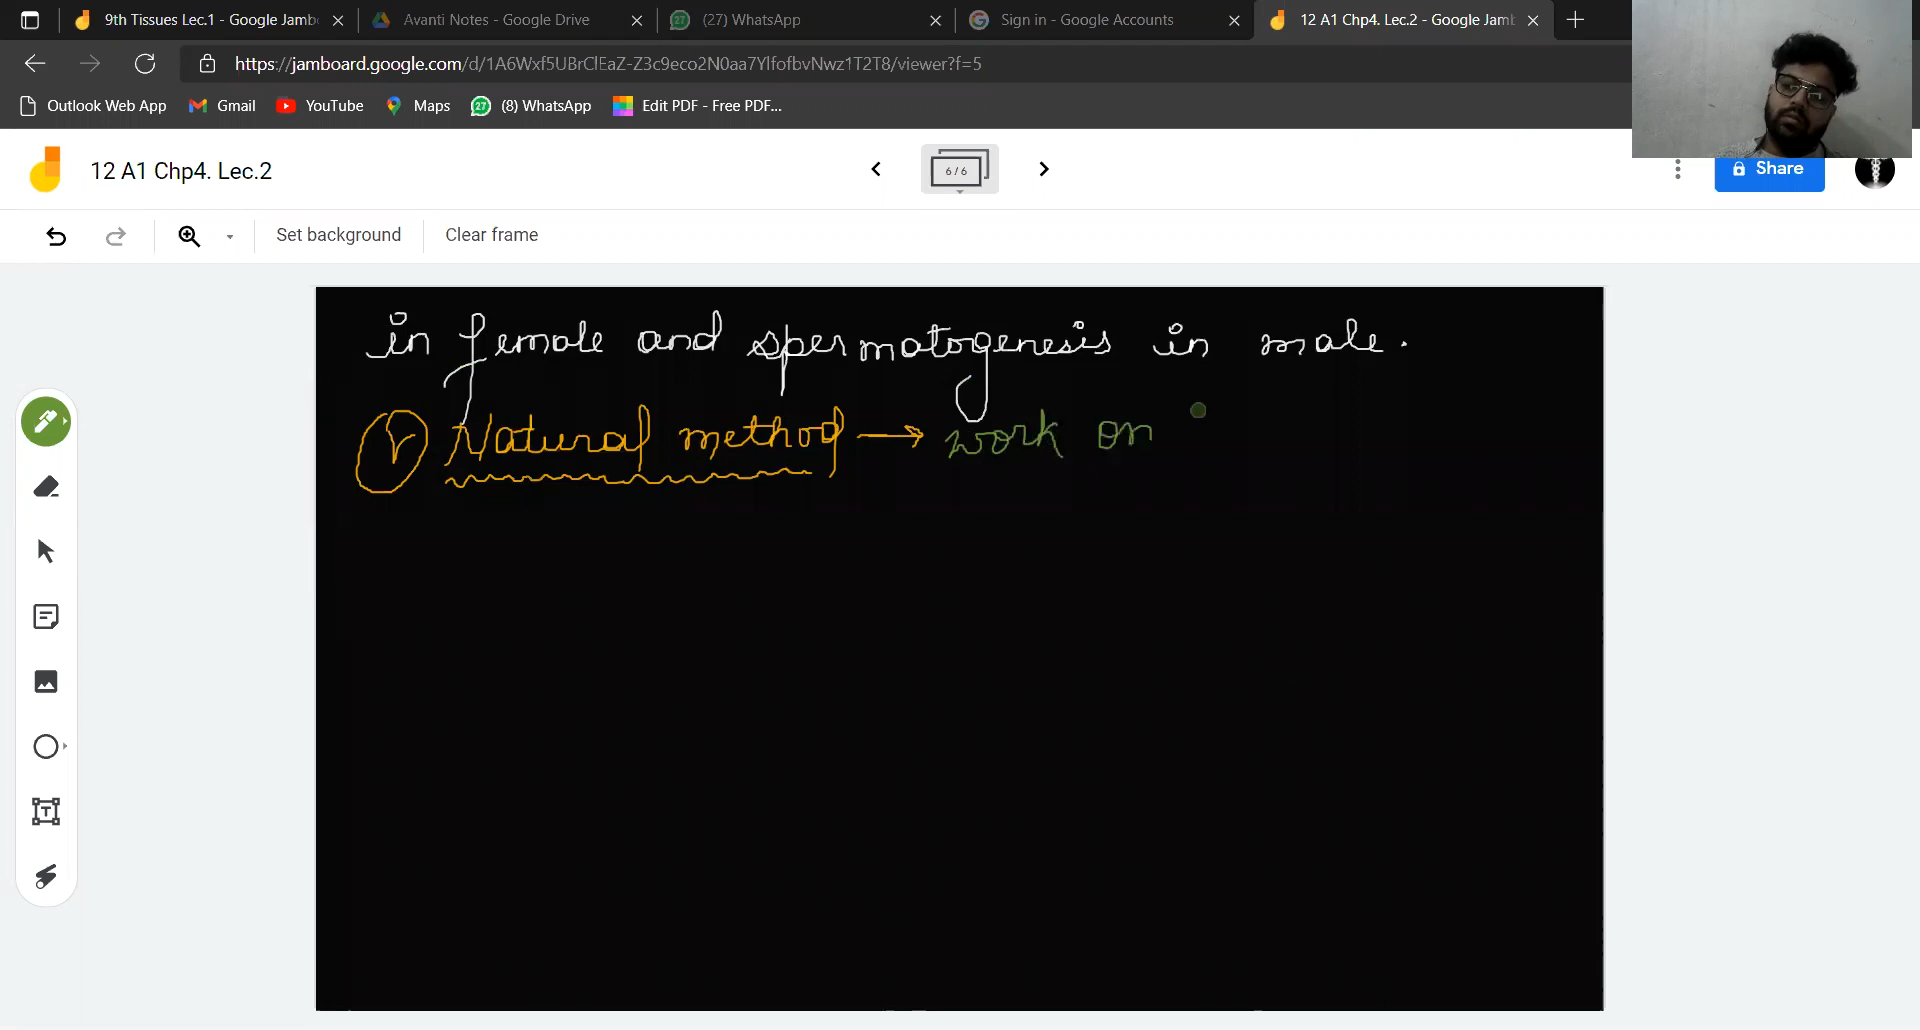 9th Tissues Lec.1 - Google Jamb
Avanti Notes - Google Drive
(27) WhatsApp
Sign in - Google Accounts
12 A1 Chp4. Lec.2 - Google Jamb
https://jamboard.google.com/d/1A6Wxf5UBrClEaZ-Z3c9eco2N0aa7YlfofbvNwz1T2T8/viewer?f=5
Outlook Web App
Gmail
YouTube
Maps
27
(8) WhatsApp
Edit PDF - Free PDF...
12 A1 Chp4. Lec.2
6 / 6
Share
Set background
Clear frame
in female and spermatogenesis in male.
Natural method → work on